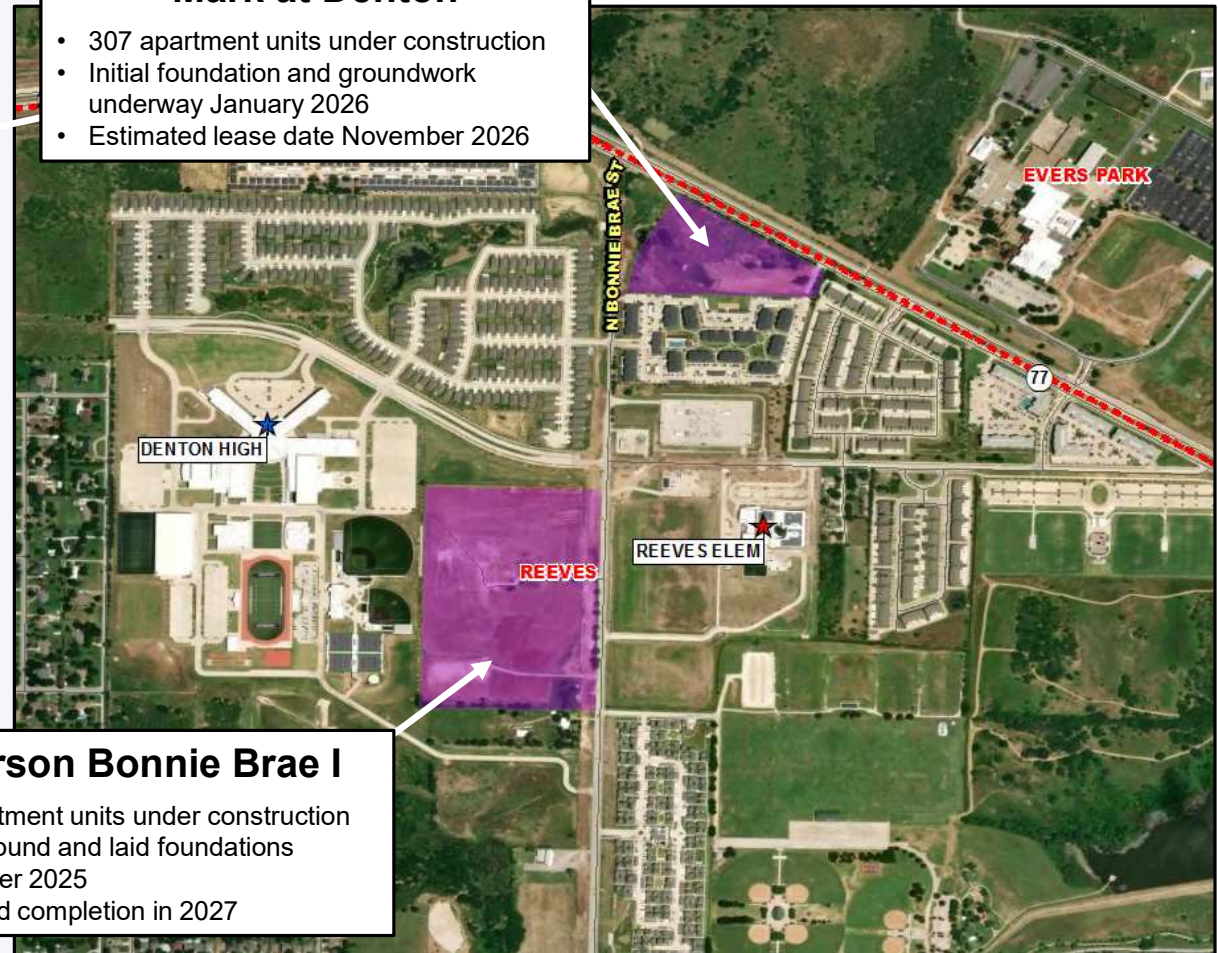 Mark at Denton
• 307 apartment units under construction
• Initial foundation and groundwork
underway January 2026
• Estimated lease date November 2026
EVERS PARK
N BONNIE BRAE ST
77
DENTON HIGH
REEVES ELEM
REEVES
rson Bonnie Brae I
tment units under construction
ound and laid foundations
er 2025
d completion in 2027